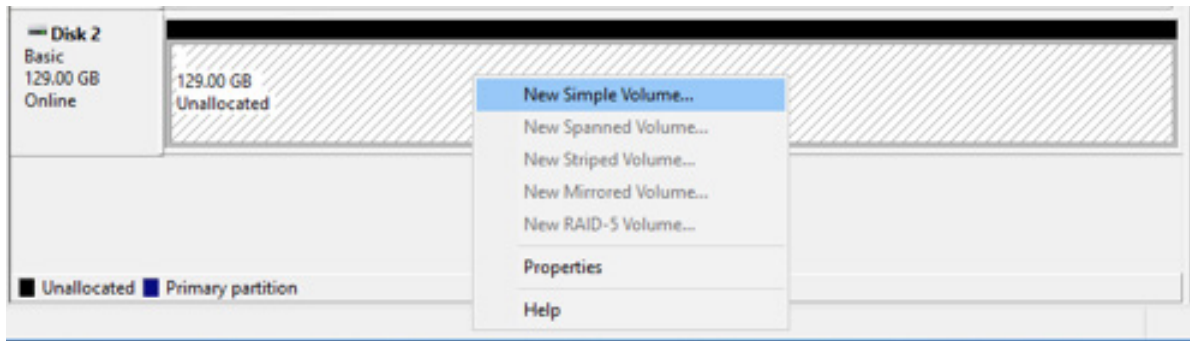 Disk 2
Basic
129.00 GB
Online
129.00 GB
Unallocated
New Simple Volume...
New Spanned Volume...
New Striped Volume...
New Mirrored Volume...
New RAID-5 Volume...
Properties
Help
Unallocated Primary partition